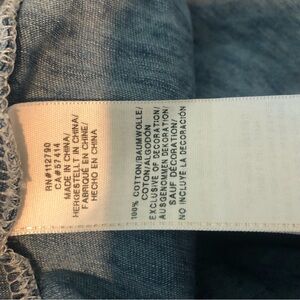 RN#112790
CA#57414
MADE IN CHINA/
HERGESTELLT IN CHINA/
FABRIQUÉ EN CHINE/
HECHO EN CHINA
100% COTTON/BAUMWOLLE/
COTON/ALGODÓN
EXCLUSIVE OF DECORATION/
AUSGENOMMEN DEKORATION/
SAUF DÉCORATION/
NO INCLUYE LA DECORACIÓN